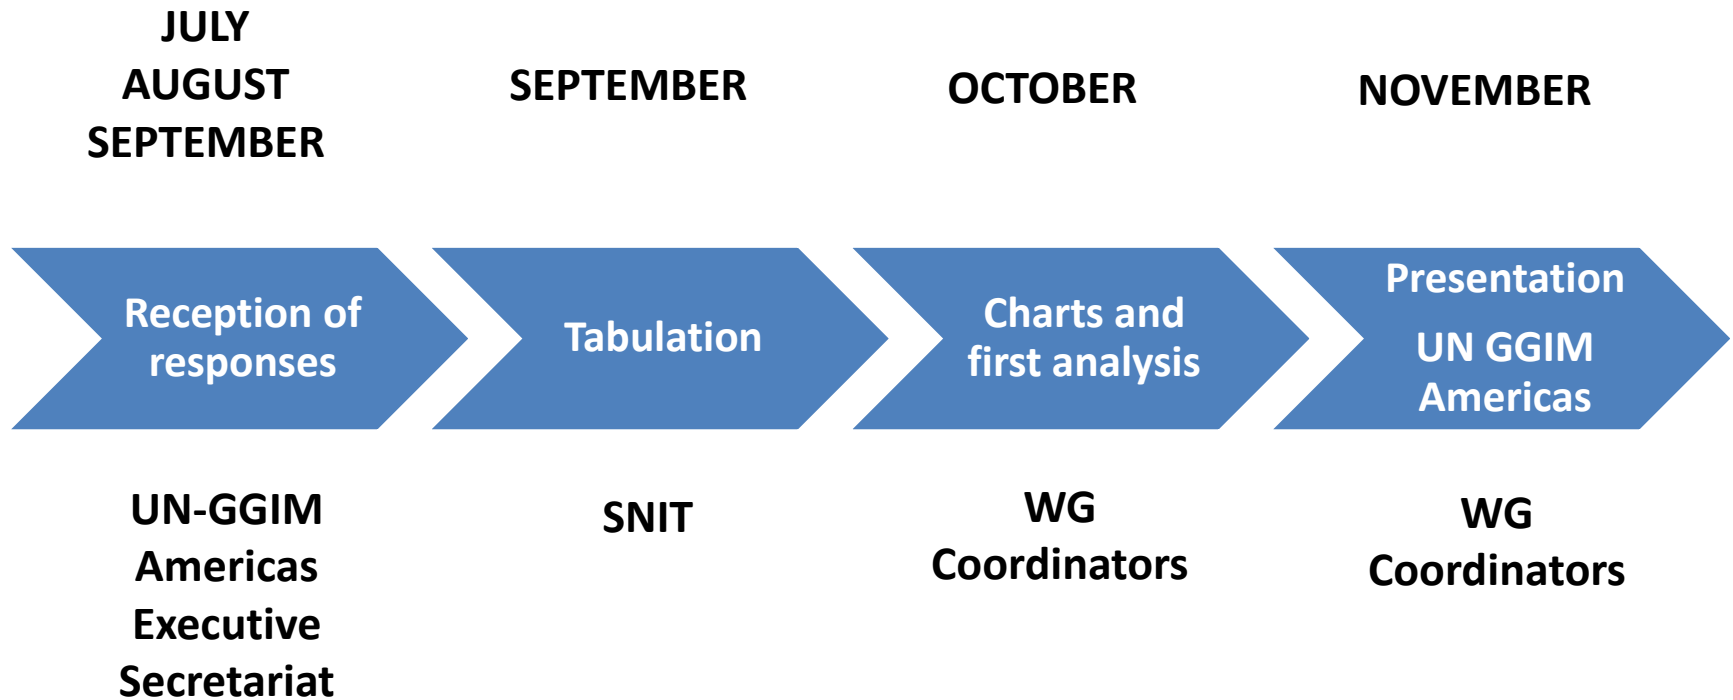 JULY
AUGUST
SEPTEMBER
SEPTEMBER
OCTOBER
NOVEMBER
Reception of
responses
Tabulation
Charts and
first analysis
Presentation
UN GGIM
Americas
UN-GGIM
Americas
Executive
Secretariat
SNIT
WG
Coordinators
WG
Coordinators